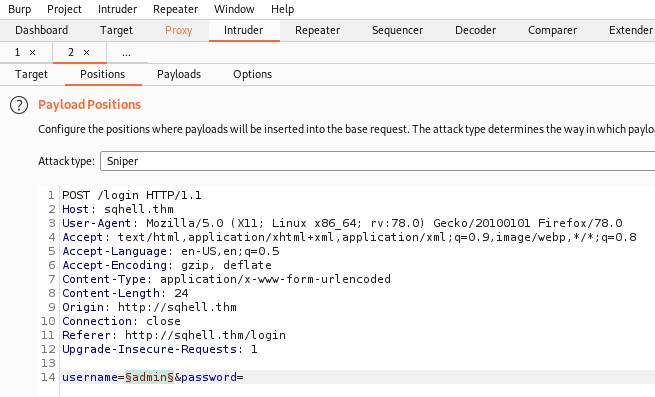 Burp Project Intruder Repeater Window Help
Dashboard Target Proxy Intruder Repeater Sequencer Decoder Comparer Extender
1 × 2 × ...
Target Positions Payloads Options
? Payload Positions
Configure the positions where payloads will be inserted into the base request. The attack type determines the way in which paylo
Attack type: Sniper
1 POST /login HTTP/1.1
2 Host: sqhell.thm
3 User-Agent: Mozilla/5.0 (X11; Linux x86_64; rv:78.0) Gecko/20100101 Firefox/78.0
4 Accept: text/html,application/xhtml+xml,application/xml;q=0.9,image/webp,*/*;q=0.8
5 Accept-Language: en-US,en;q=0.5
6 Accept-Encoding: gzip, deflate
7 Content-Type: application/x-www-form-urlencoded
8 Content-Length: 24
9 Origin: http://sqhell.thm
10 Connection: close
11 Referer: http://sqhell.thm/login
12 Upgrade-Insecure-Requests: 1
13
14 username=§admin§&password=